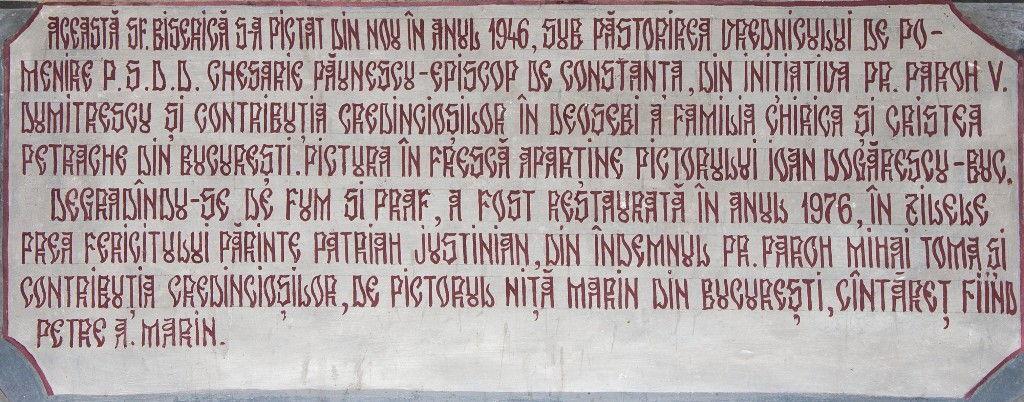 ACEASTĂ SF. BISERICĂ S-A PICTAT DIN NOU ÎN ANUL 1946, SUB PĂSTORIREA VREDNICULUI DE PO-
MENIRE P.S.D.D. CHESARIE PĂUNESCU-EPISCOP DE CONSTANȚA, DIN INITIATIVA PR. PAROH V.
DUMITRESCU ȘI CONTRIBUȚIA CREDINCIOȘILOR ÎN DEOSEBI A FAMILIA CHIRICA ȘI CRISTEA
PETRACHE DIN BUCUREȘTI. PICTURA ÎN FRESCĂ APARȚINE PICTORULUI IOAN DOGĂRESCU-BUC.
DEGRADÎNDU-SE DE FUM SI PRAF, A FOST RESTAURATĂ ÎN ANUL 1976, ÎN ZILELE
PREA FERICITULUI PĂRINTE PATRIAH JUSTINIAN, DIN ÎNDEMNUL PR. PAROH MIHAI TOMA ȘI
CONTRIBUȚIA CREDINCIOȘILOR, DE PICTORUL NIȚĂ MARIN DIN BUCUREȘTI, CÎNTĂREȚ FIIND
PETRE A. MARIN.